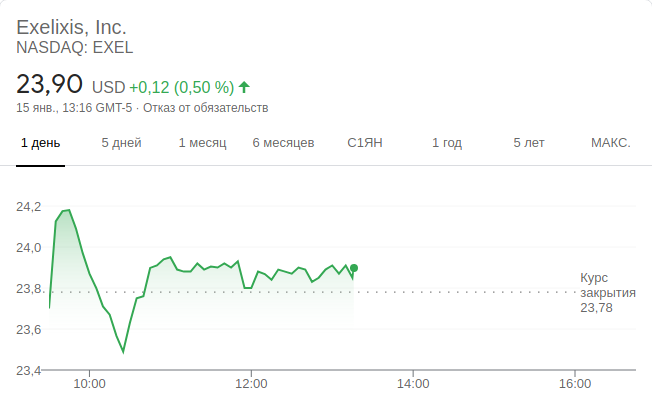 Exelixis, Inc.
NASDAQ: EXEL
23,90 USD +0,12 (0,50 %)
15 янв., 13:16 GMT-5 · Отказ от обязательств
1 день 5 дней 1 месяц 6 месяцев С1ЯН 1 год 5 лет МАКС.
24,2
24,0
23,8
23,6
23,4
Курс
закрытия
23,78
10:00 12:00 14:00 16:00